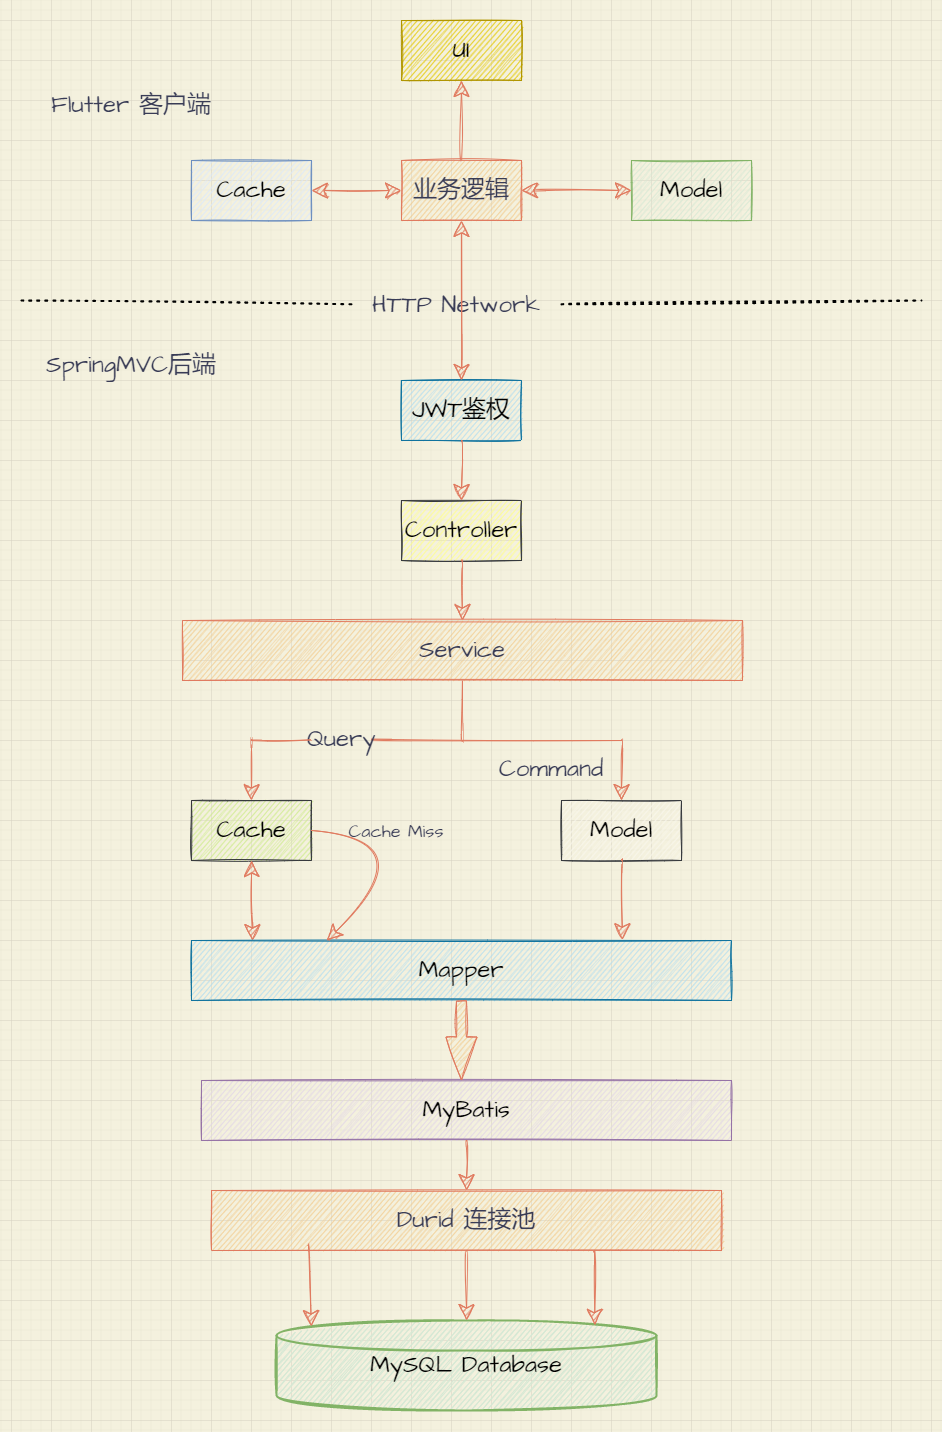 UI
Flutter 客户端
Cache
业务逻辑
Model
HTTP Network
SpringMVC后端
JWT鉴权
Controller
Service
Query
Command
Cache
Cache Miss
Model
Mapper
MyBatis
Durid 连接池
MySQL Database